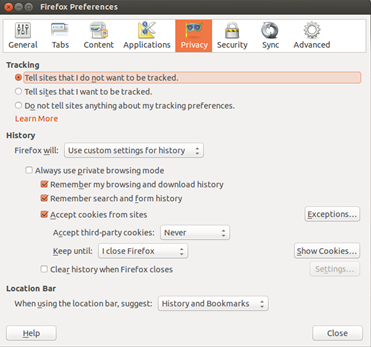 Firefox Preferences
General Tabs Content Applications Privacy Security Sync Advanced
Tracking
Tell sites that I do not want to be tracked.
Tell sites that I want to be tracked.
Do not tell sites anything about my tracking preferences.
Learn More
History
Firefox will: Use custom settings for history
Always use private browsing mode
Remember my browsing and download history
Remember search and form history
Accept cookies from sites Exceptions...
Accept third-party cookies: Never
Keep until: I close Firefox Show Cookies...
Clear history when Firefox closes Settings...
Location Bar
When using the location bar, suggest: History and Bookmarks
Help Close